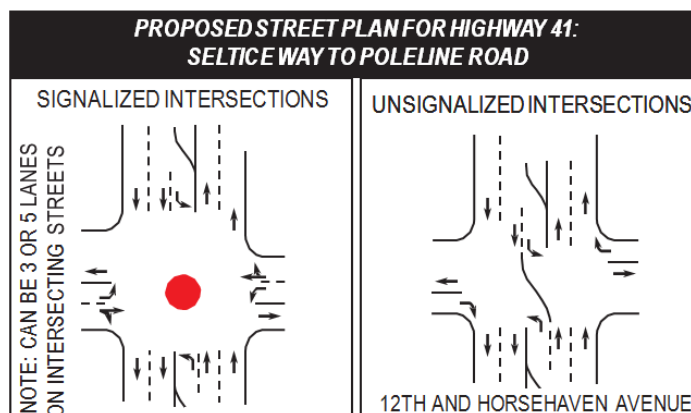 PROPOSED STREET PLAN FOR HIGHWAY 41:
SELTICE WAY TO POLELINE ROAD
SIGNALIZED INTERSECTIONS
NOTE: CAN BE 3 OR 5 LANES
ON INTERSECTING STREETS
UNSIGNALIZED INTERSECTIONS
12TH AND HORSEHAVEN AVENUE